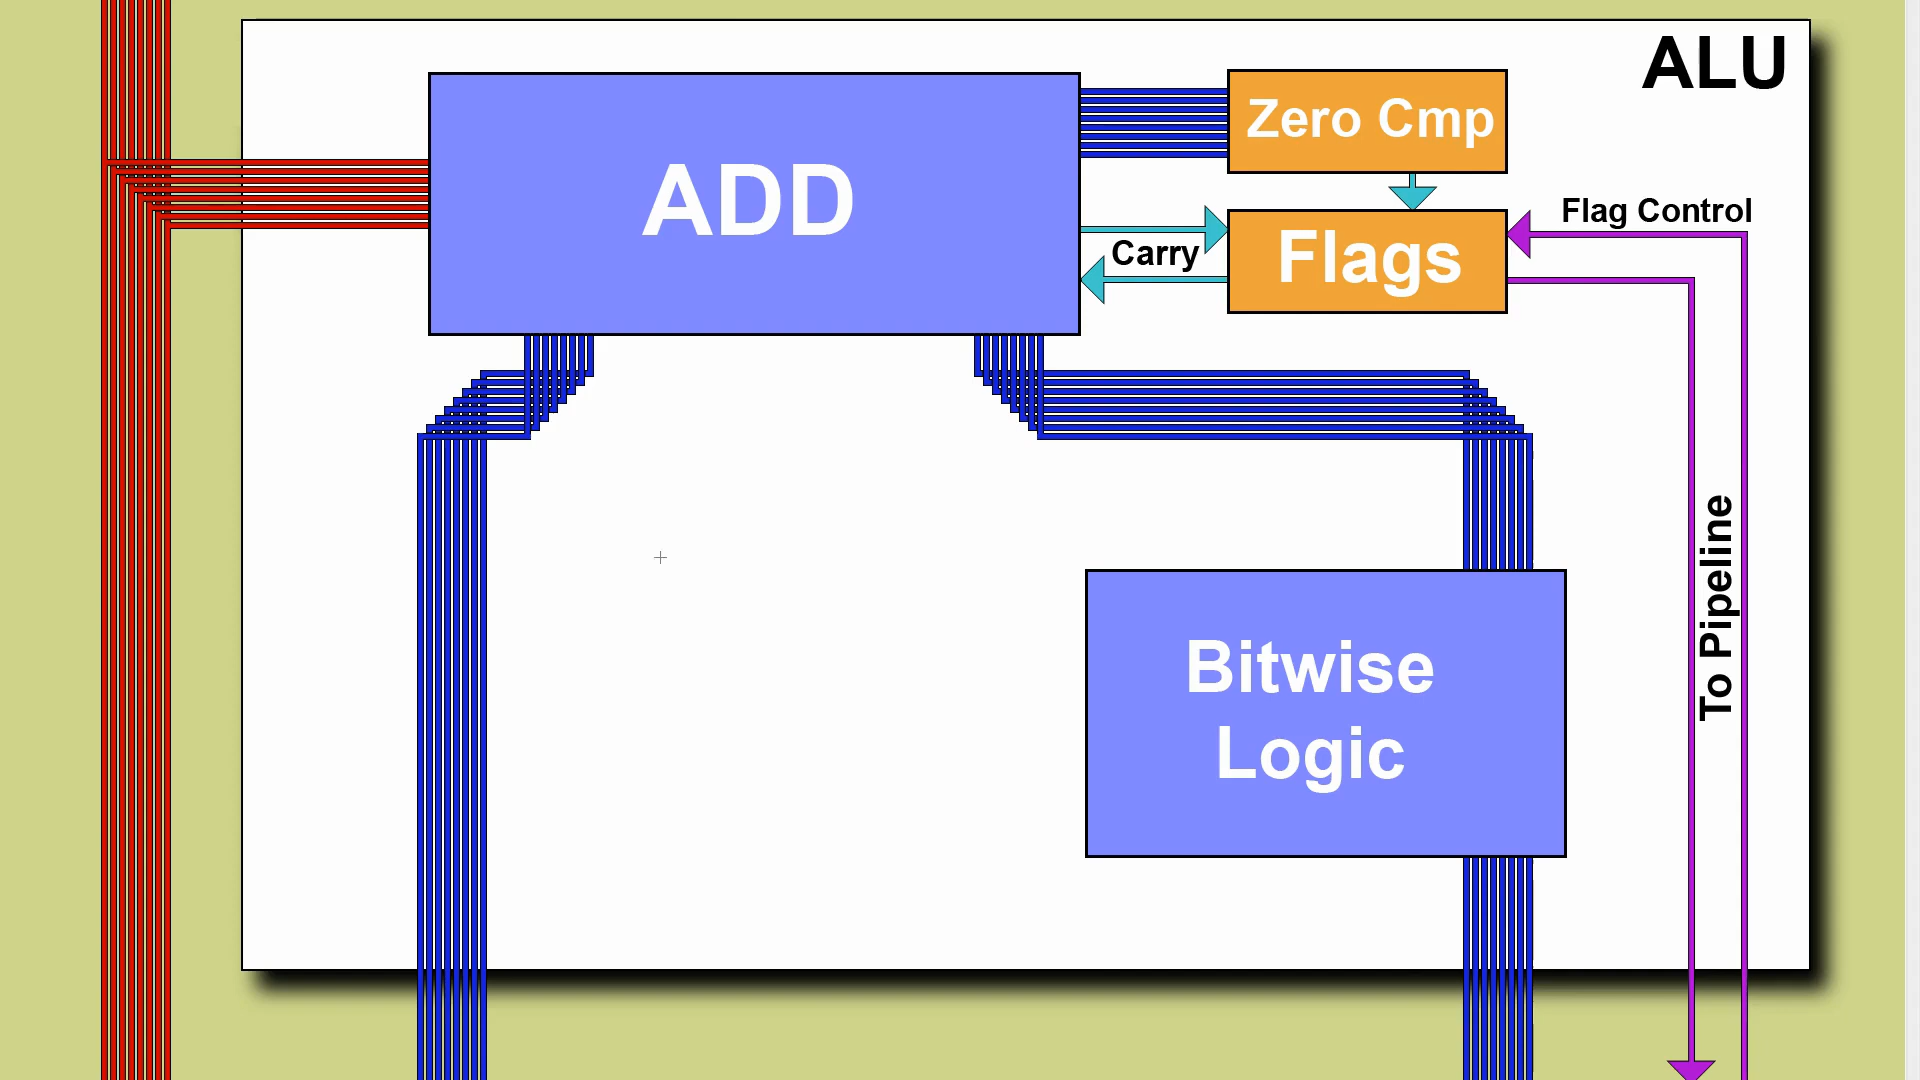 ALU
ADD
Zero Cmp
Flag Control
Carry
Flags
To Pipeline
Bitwise
Logic